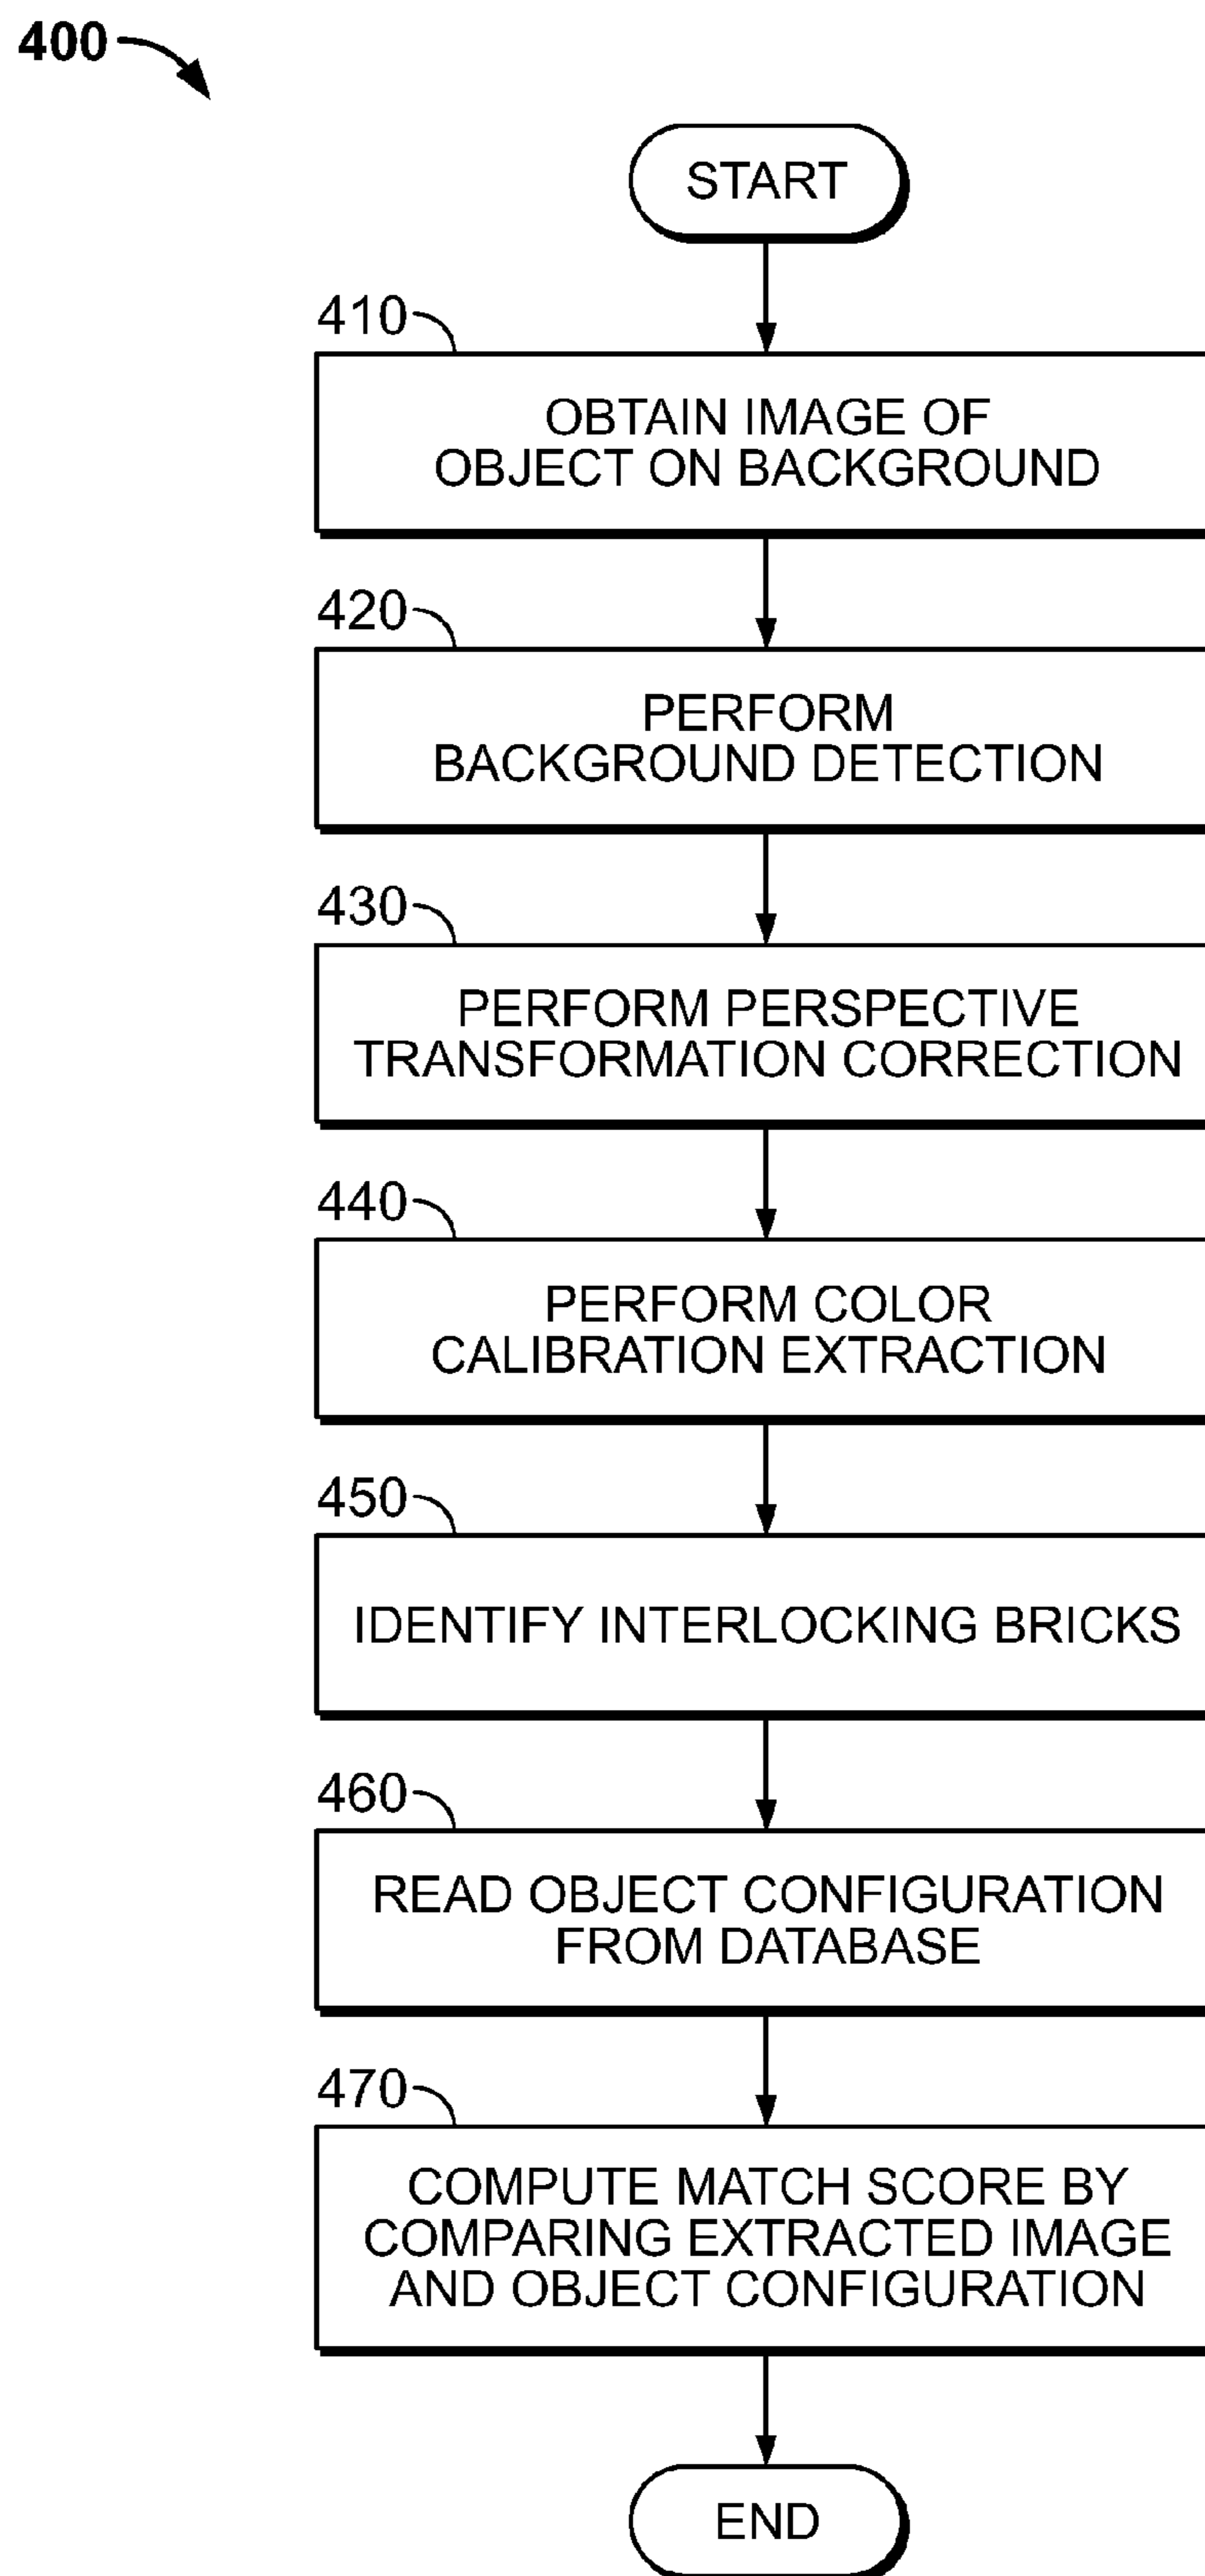 400
START
410
OBTAIN IMAGE OF
OBJECT ON BACKGROUND
420
PERFORM
BACKGROUND DETECTION
430
PERFORM PERSPECTIVE
TRANSFORMATION CORRECTION
440
PERFORM COLOR
CALIBRATION EXTRACTION
450
IDENTIFY INTERLOCKING BRICKS
460
READ OBJECT CONFIGURATION
FROM DATABASE
470
COMPUTE MATCH SCORE BY
COMPARING EXTRACTED IMAGE
AND OBJECT CONFIGURATION
END